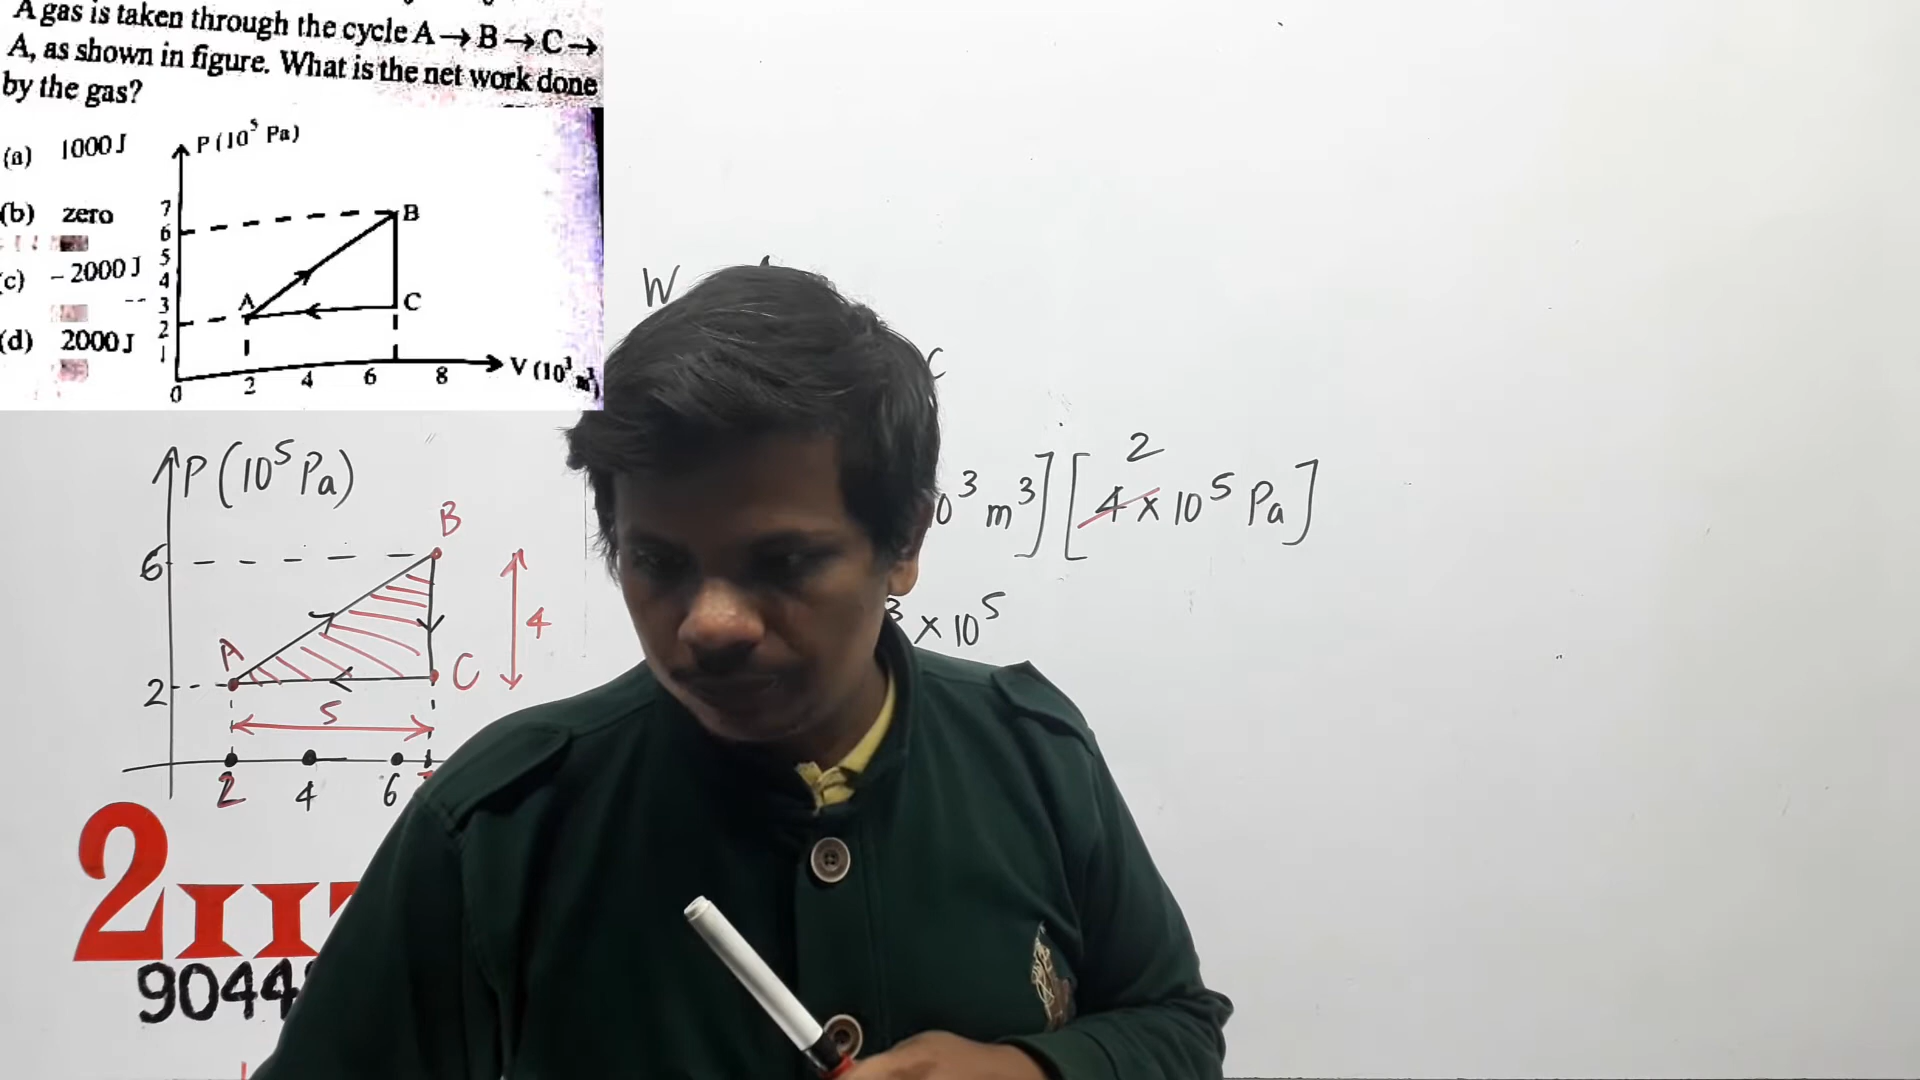 A gas is taken through the cycle A → B → C →
A, as shown in figure. What is the net work done
by the gas?
(a) 1000 J
(b) zero
(c) – 2000 J
(d) 2000 J
P (10⁵ Pa)
7
6
5
4
3
2
1
0
2
4
6
8
V (10³ m³)
A
B
C
W
C
P (10⁵ Pa)
6
2
A
B
C
4
5
2
4
6
2
0³ m³] [4 × 10⁵ Pa]
³ × 10⁵
2
9044